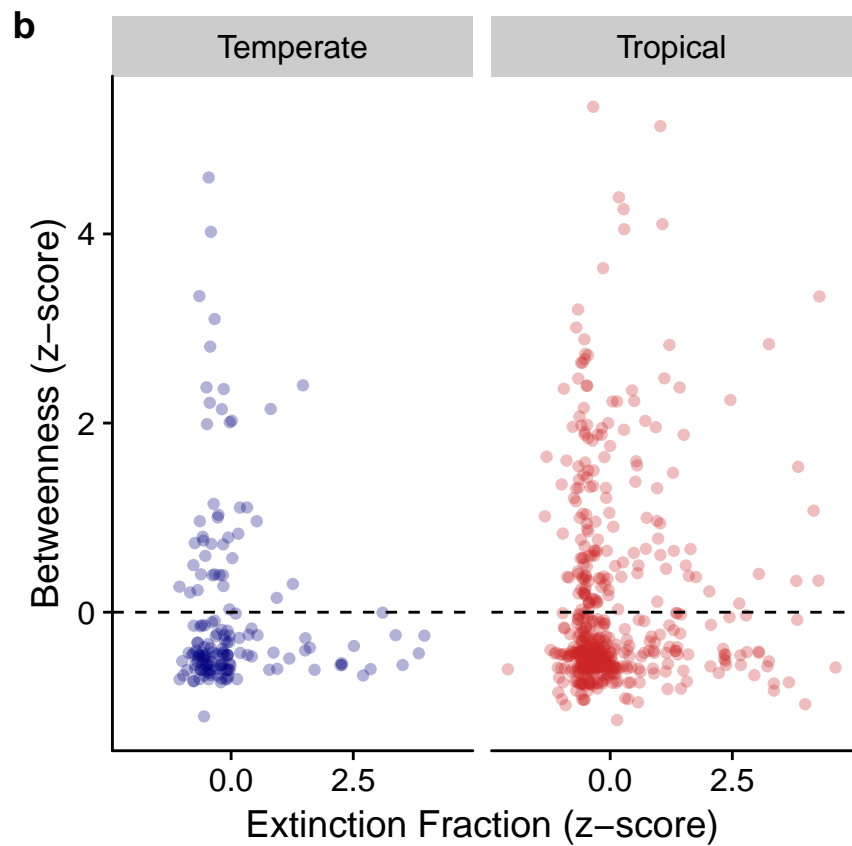 b
Temperate Tropical
Betweenness (z−score)
4
2
0
0.0 2.5 0.0 2.5
Extinction Fraction (z−score)